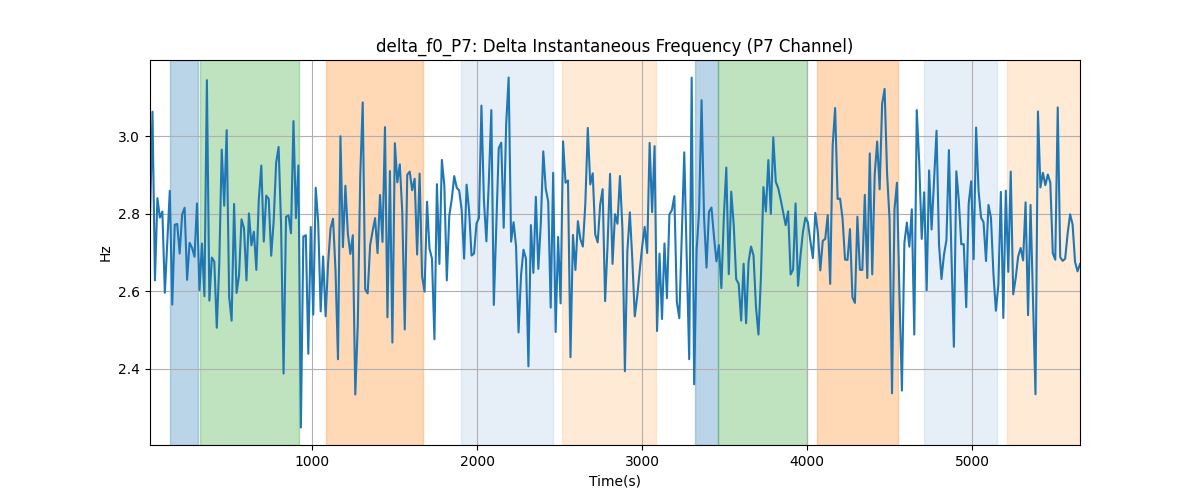 delta_f0_P7: Delta Instantaneous Frequency (P7 Channel)
3.0
2.8
2.6
2.4
Hz
1000 2000 3000 4000 5000
Time(s)